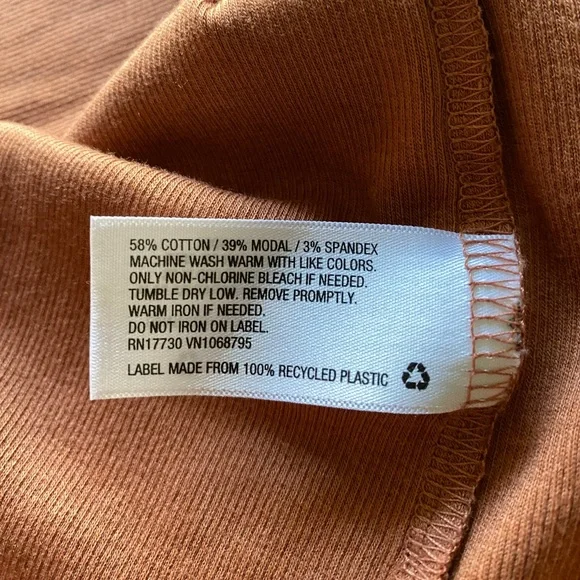 58% COTTON / 39% MODAL / 3% SPANDEX
MACHINE WASH WARM WITH LIKE COLORS.
ONLY NON-CHLORINE BLEACH IF NEEDED.
TUMBLE DRY LOW. REMOVE PROMPTLY.
WARM IRON IF NEEDED.
DO NOT IRON ON LABEL.
RN17730 VN1068795
LABEL MADE FROM 100% RECYCLED PLASTIC